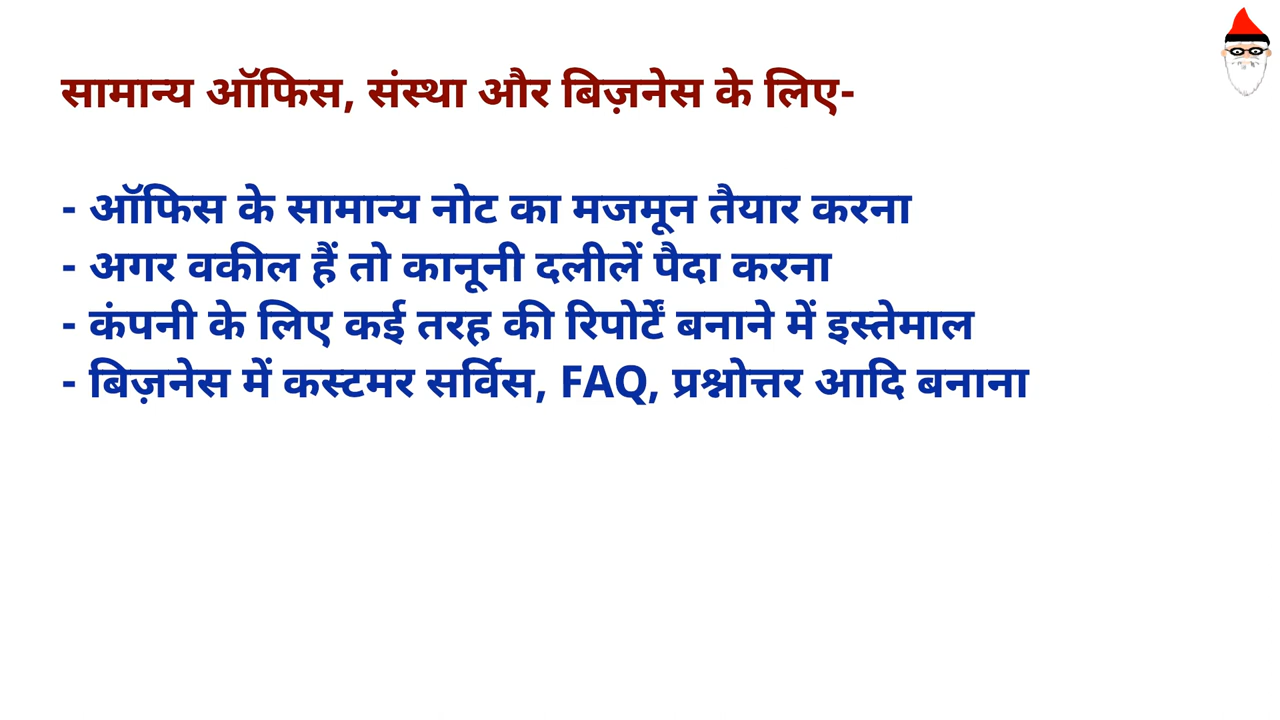 सामान्य ऑफिस, संस्था और बिज़नेस के लिए-
- ऑफिस के सामान्य नोट का मजमून तैयार करना
- अगर वकील हैं तो कानूनी दलीलें पैदा करना
- कंपनी के लिए कई तरह की रिपोर्टें बनाने में इस्तेमाल
- बिज़नेस में कस्टमर सर्विस, FAQ, प्रश्नोत्तर आदि बनाना